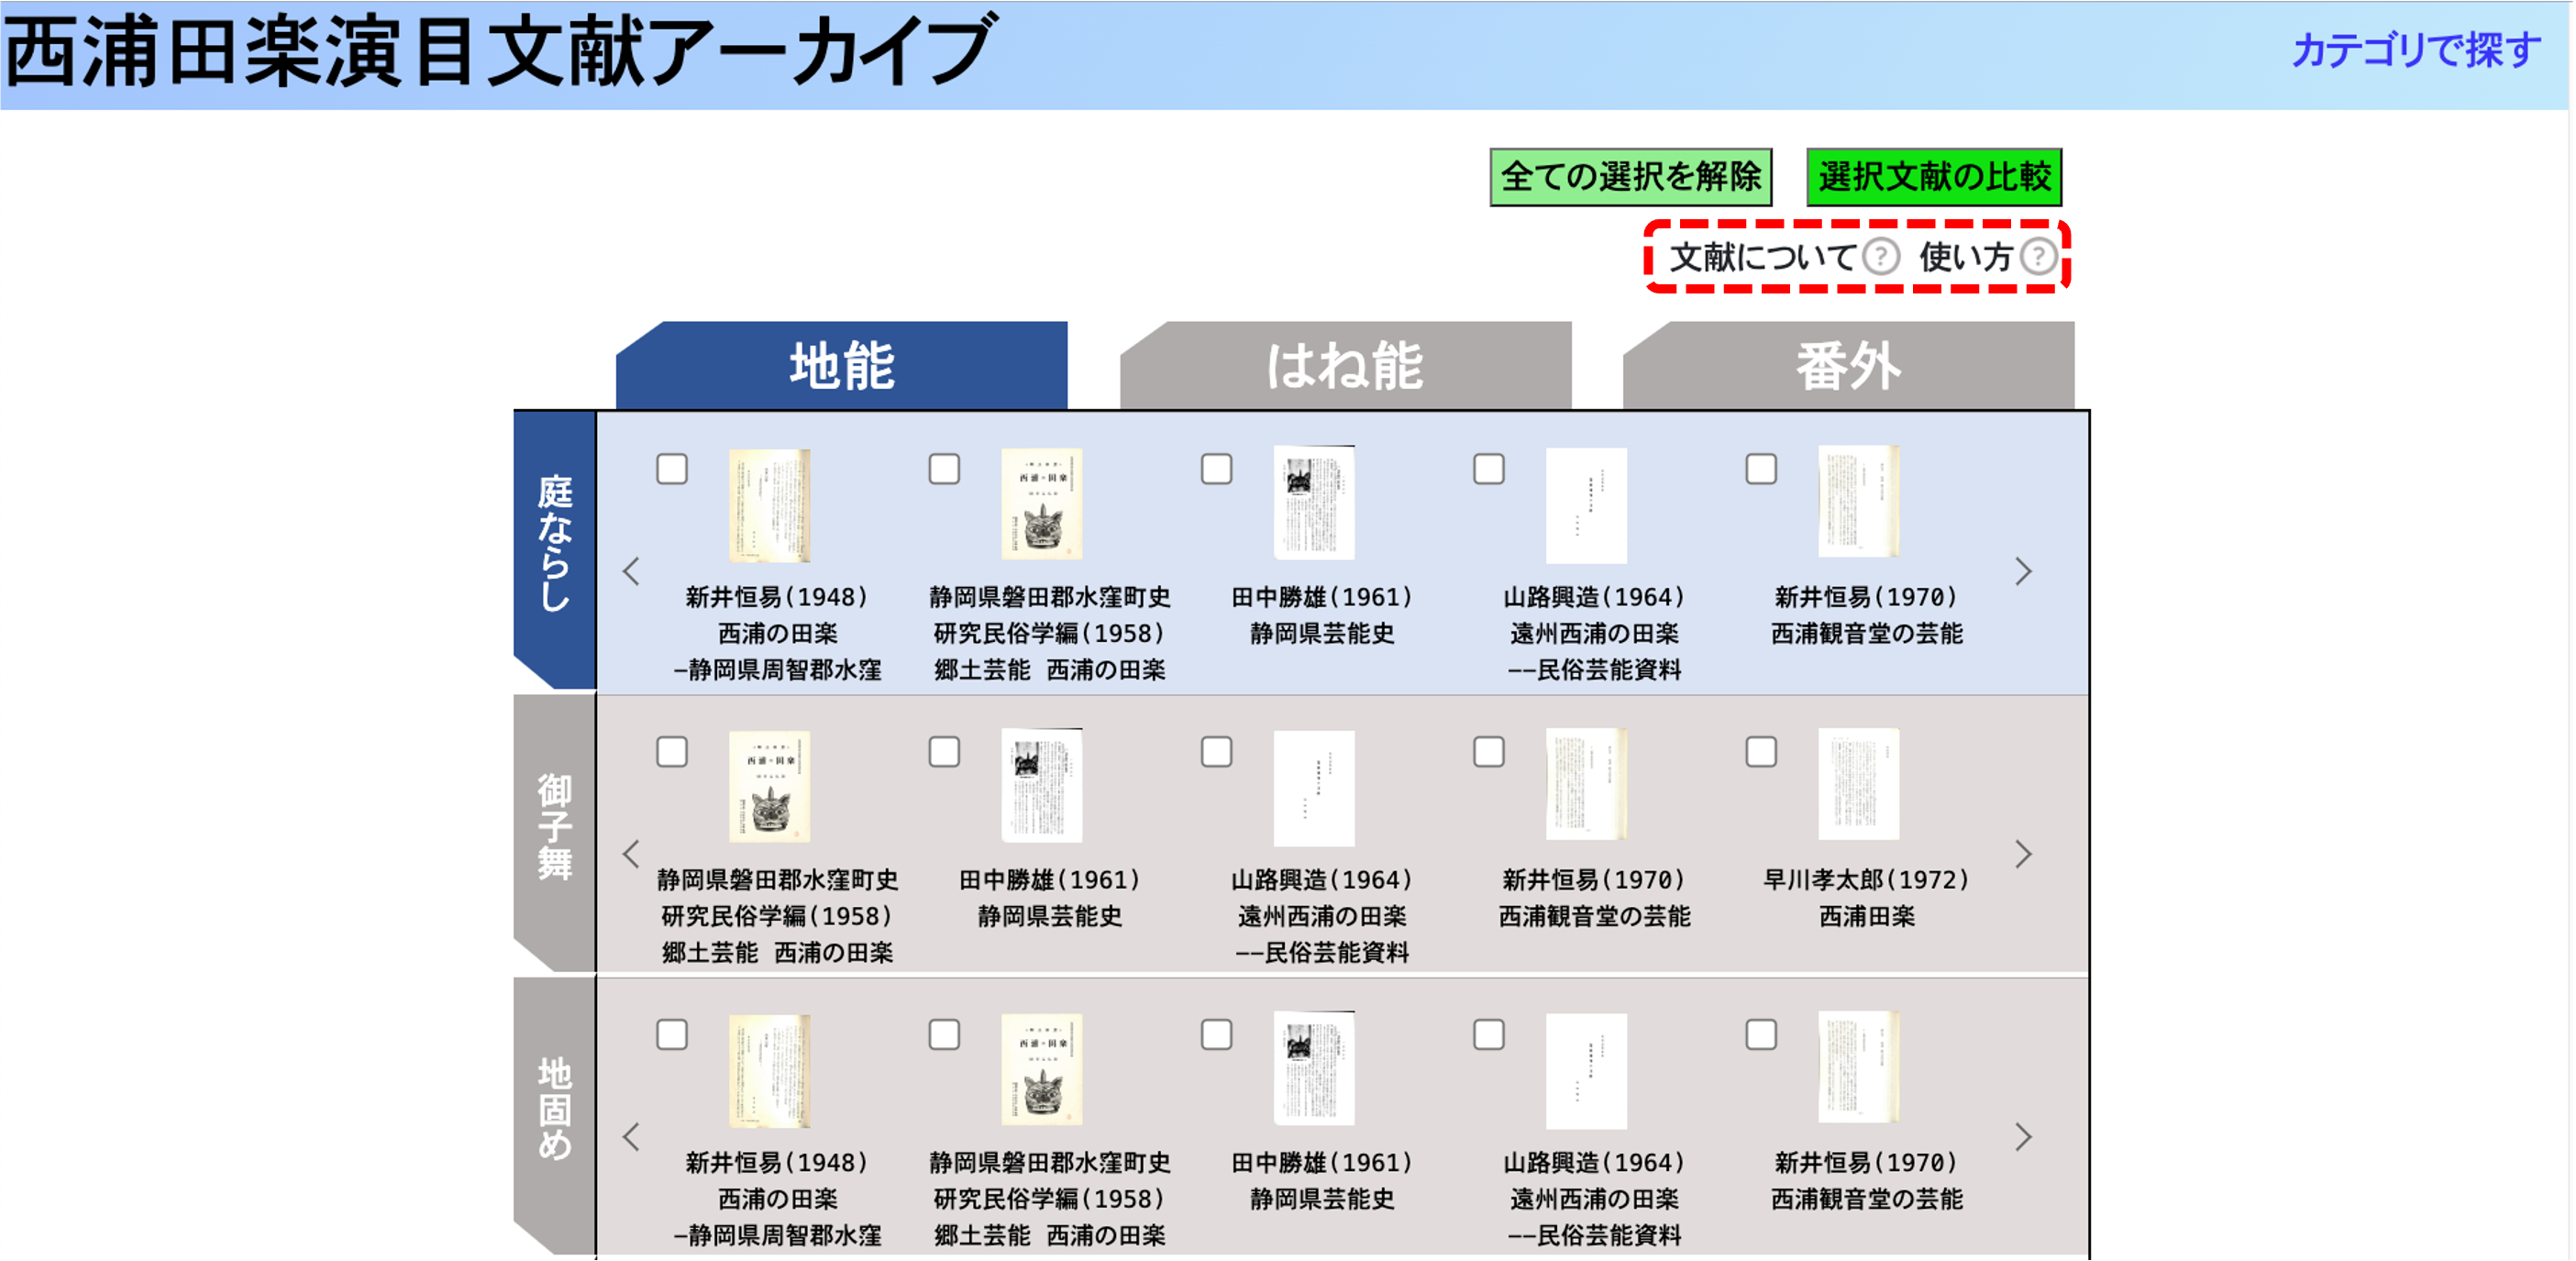 西浦田楽演目文献アーカイブ
カテゴリで探す
全ての選択を解除
選択文献の比較
文献について?
使い方?
地能
はね能
番外
庭ならし
新井恒易(1948)
西浦の田楽
—静岡県周智郡水窪
静岡県磐田郡水窪町史
研究民俗学編(1958)
郷土芸能 西浦の田楽
田中勝雄(1961)
静岡県芸能史
山路興造(1964)
遠州西浦の田楽
——民俗芸能資料
新井恒易(1970)
西浦観音堂の芸能
御子舞
静岡県磐田郡水窪町史
研究民俗学編(1958)
郷土芸能 西浦の田楽
田中勝雄(1961)
静岡県芸能史
山路興造(1964)
遠州西浦の田楽
——民俗芸能資料
新井恒易(1970)
西浦観音堂の芸能
早川孝太郎(1972)
西浦田楽
地固め
新井恒易(1948)
西浦の田楽
—静岡県周智郡水窪
静岡県磐田郡水窪町史
研究民俗学編(1958)
郷土芸能 西浦の田楽
田中勝雄(1961)
静岡県芸能史
山路興造(1964)
遠州西浦の田楽
——民俗芸能資料
新井恒易(1970)
西浦観音堂の芸能